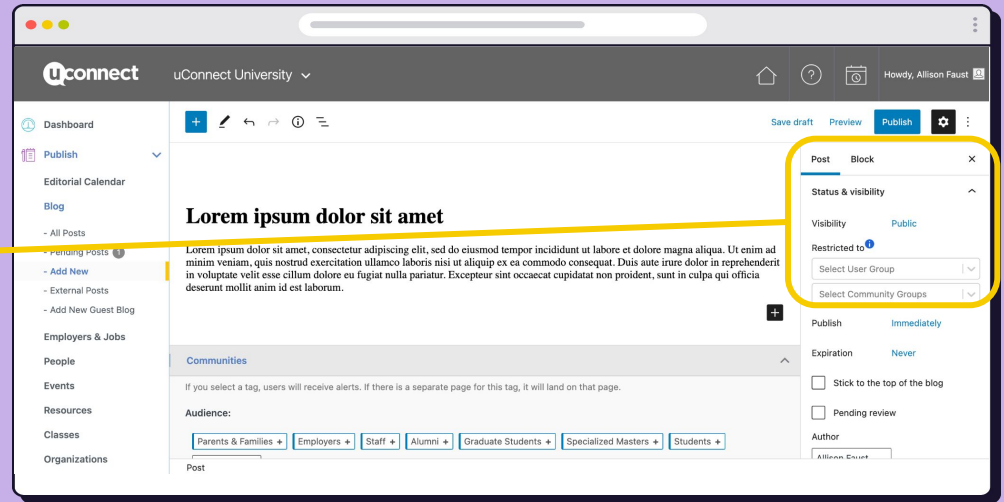 uconnect
uConnect University
Howdy, Allison Faust
Dashboard
Publish
Editorial Calendar
Blog
- All Posts
- Pending Posts 1
- Add New
- External Posts
- Add New Guest Blog
Employers & Jobs
People
Events
Resources
Classes
Organizations
Save draft
Preview
Publish
Lorem ipsum dolor sit amet
Lorem ipsum dolor sit amet, consectetur adipiscing elit, sed do eiusmod tempor incididunt ut labore et dolore magna aliqua. Ut enim ad
minim veniam, quis nostrud exercitation ullamco laboris nisi ut aliquip ex ea commodo consequat. Duis aute irure dolor in reprehenderit
in voluptate velit esse cillum dolore eu fugiat nulla pariatur. Excepteur sint occaecat cupidatat non proident, sunt in culpa qui officia
deserunt mollit anim id est laborum.
Communities
If you select a tag, users will receive alerts. If there is a separate page for this tag, it will land on that page.
Audience:
Parents & Families +
Employers +
Staff +
Alumni +
Graduate Students +
Specialized Masters +
Students +
Post
Post
Block
Status & visibility
Visibility
Public
Restricted to
Select User Group
Select Community Groups
Publish
Immediately
Expiration
Never
Stick to the top of the blog
Pending review
Author
Allison Faust